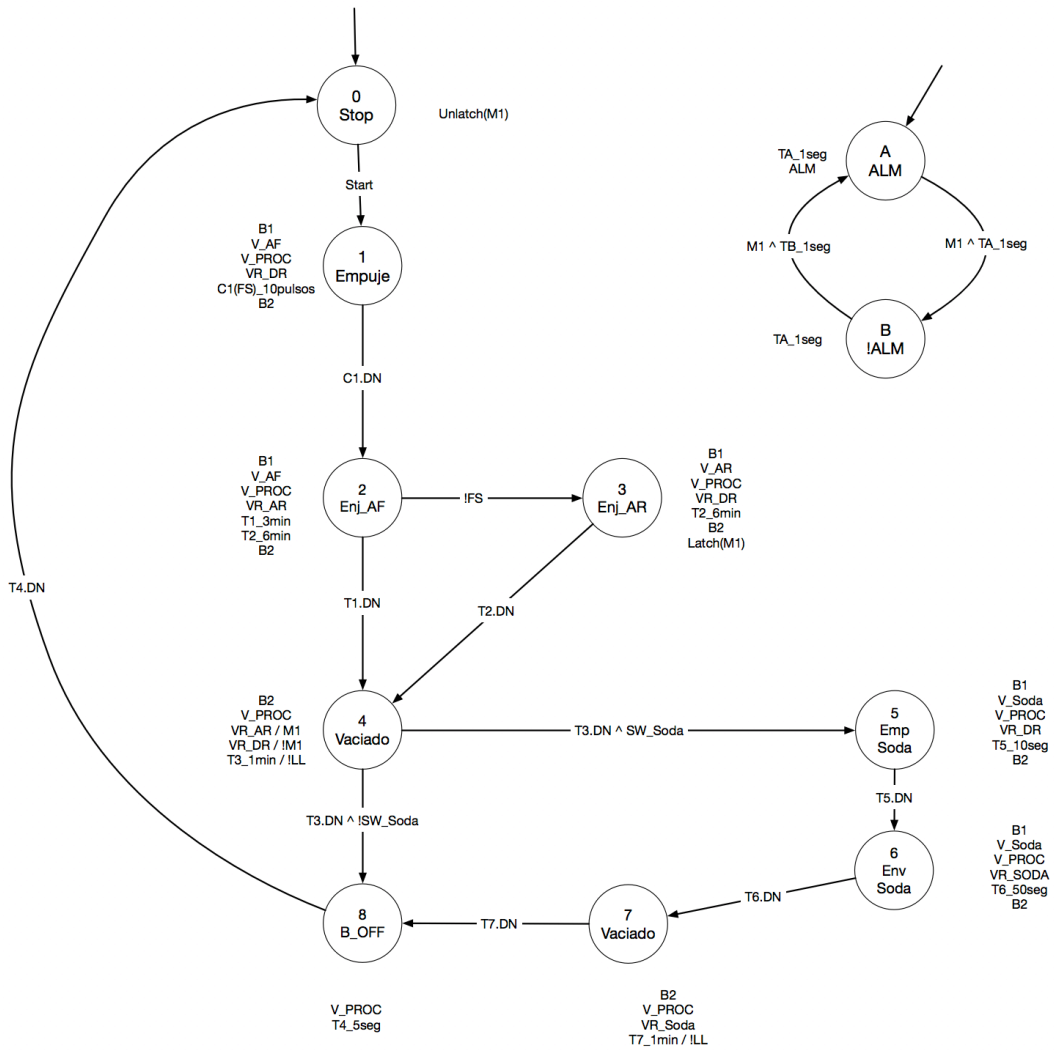 0
Stop
Unlatch(M1)
Start
B1
V_AF
V_PROC
VR_DR
C1(FS)_10pulsos
B2
1
Empuje
C1.DN
B1
V_AF
V_PROC
VR_AR
T1_3min
T2_6min
B2
2
Enj_AF
!FS
3
Enj_AR
B1
V_AR
V_PROC
VR_DR
T2_6min
B2
Latch(M1)
T4.DN
T1.DN
T2.DN
B2
V_PROC
VR_AR / M1
VR_DR / !M1
T3_1min / !LL
4
Vaciado
T3.DN ^ SW_Soda
5
Emp
Soda
B1
V_Soda
V_PROC
VR_DR
T5_10seg
B2
T5.DN
T3.DN ^ !SW_Soda
6
Env
Soda
B1
V_Soda
V_PROC
VR_SODA
T6_50seg
B2
T6.DN
7
Vaciado
T7.DN
8
B_OFF
V_PROC
T4_5seg
B2
V_PROC
VR_Soda
T7_1min / !LL
TA_1seg
ALM
A
ALM
M1 ^ TB_1seg
M1 ^ TA_1seg
TA_1seg
B
!ALM